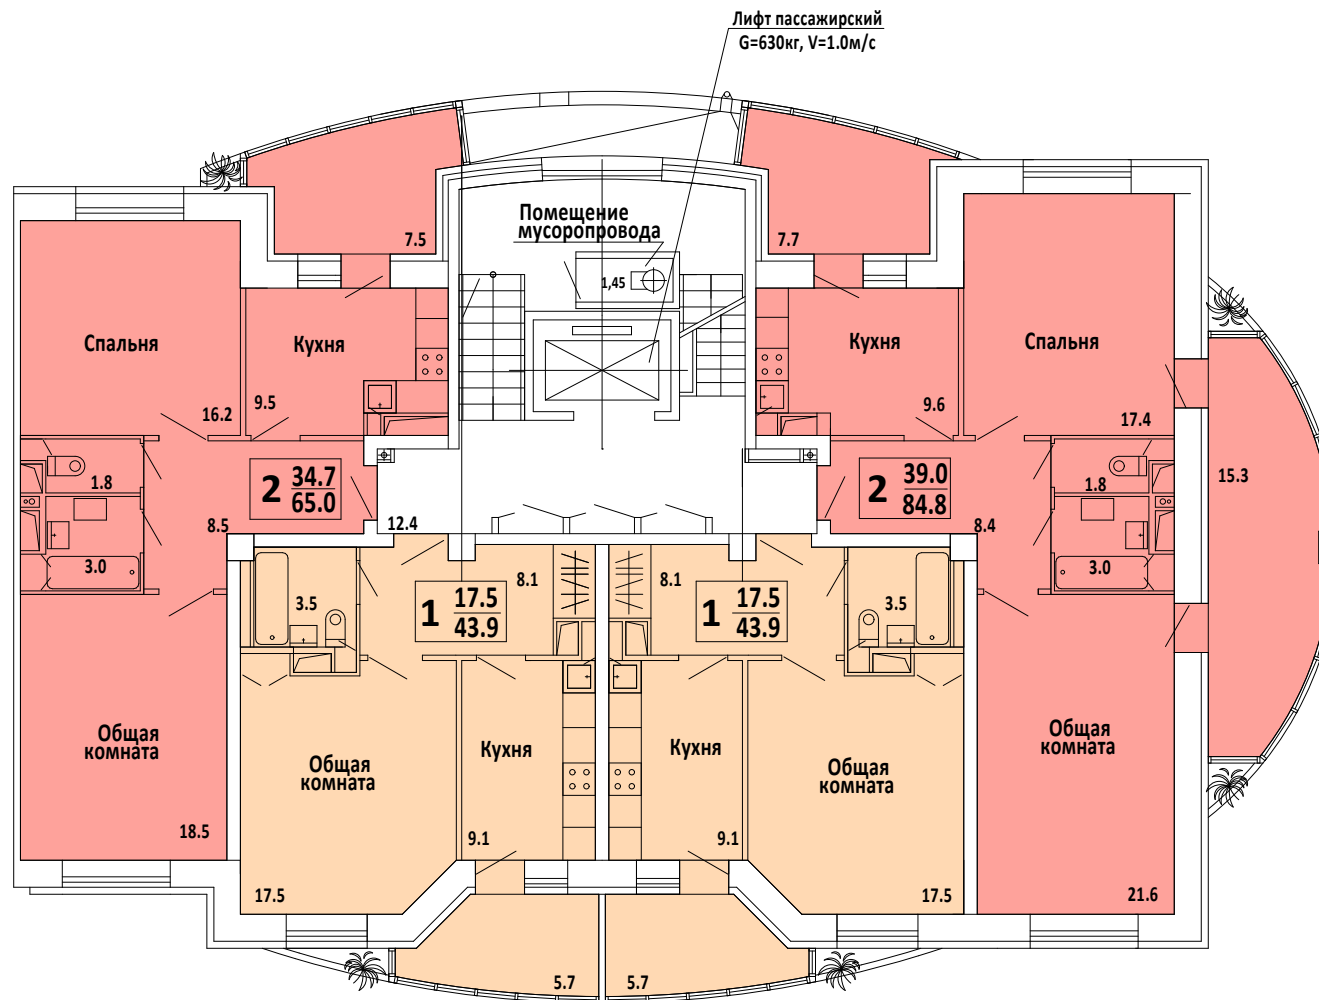 Лифт пассажирский
G=630кг, V=1.0м/с
Помещение
мусоропровода
7.5
7.7
1,45
Спальня
Кухня
Кухня
Спальня
16.2
9.5
9.6
17.4
1.8
2 34.7
65.0
2 39.0
84.8
1.8
15.3
8.5
12.4
8.4
3.0
3.0
3.5
8.1
8.1
3.5
1 17.5
43.9
1 17.5
43.9
Общая
комната
Общая
комната
Кухня
Кухня
Общая
комната
Общая
комната
18.5
9.1
9.1
17.5
17.5
21.6
5.7
5.7